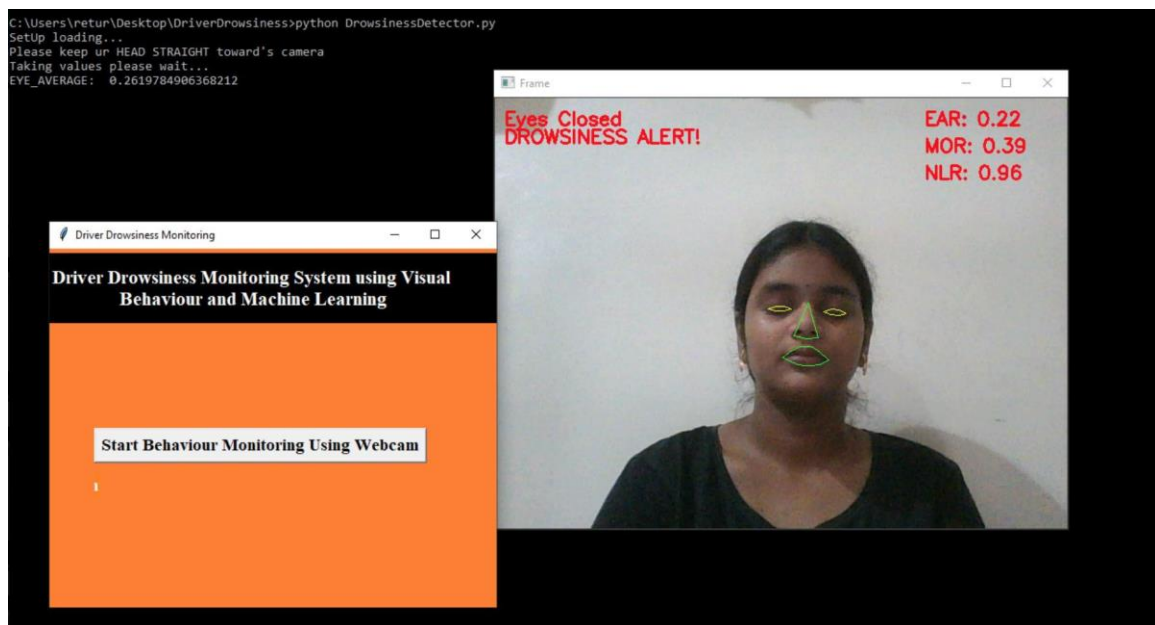 C:\Users\retur\Desktop\DriverDrowsiness>python DrowsinessDetector.py
SetUp loading...
Please keep ur HEAD STRAIGHT toward's camera
Taking values please wait...
EYE_AVERAGE:  0.2619784906368212
Frame
Eyes Closed
DROWSINESS ALERT!
EAR: 0.22
MOR: 0.39
NLR: 0.96
Driver Drowsiness Monitoring
Driver Drowsiness Monitoring System using Visual
Behaviour and Machine Learning
Start Behaviour Monitoring Using Webcam